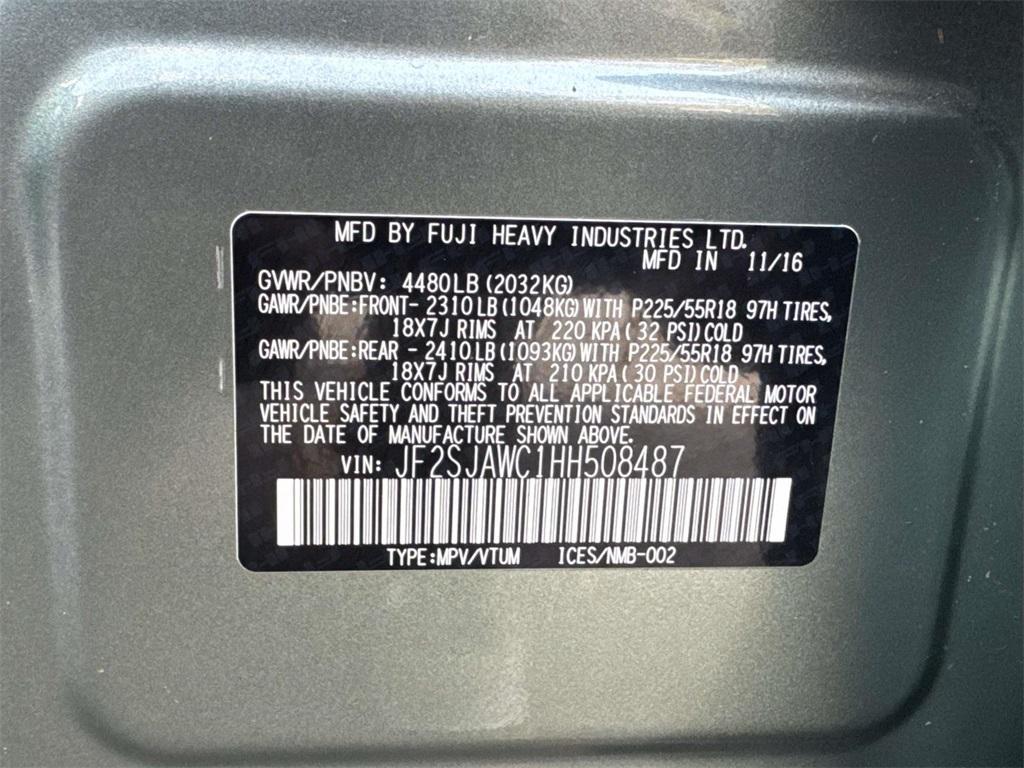 MFD BY FUJI HEAVY INDUSTRIES LTD.
MFD IN 11/16
GVWR/PNBV: 4480LB(2032KG)
GAWR/PNBE:FRONT- 2310LB(1048KG)WITH P225/55R18 97H TIRES,
18X7J RIMS AT 220 KPA( 32 PSI)COLD
GAWR/PNBE:REAR - 2410LB(1093KG)WITH P225/55R18 97H TIRES,
18X7J RIMS AT 210 KPA( 30 PSI)COLD
THIS VEHICLE CONFORMS TO ALL APPLICABLE FEDERAL MOTOR
VEHICLE SAFETY AND THEFT PREVENTION STANDARDS IN EFFECT ON
THE DATE OF MANUFACTURE SHOWN ABOVE.
VIN: JF2SJAWC1HH508487
TYPE:MPV/VTUM ICES/NMB-002